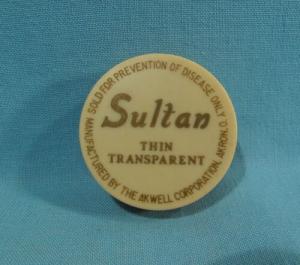 SOLD FOR PREVENTION OF DISEASE ONLY
Sultan
THIN
TRANSPARENT
MANUFACTURED BY THE AKWELL CORPORATION, AKRON, O.